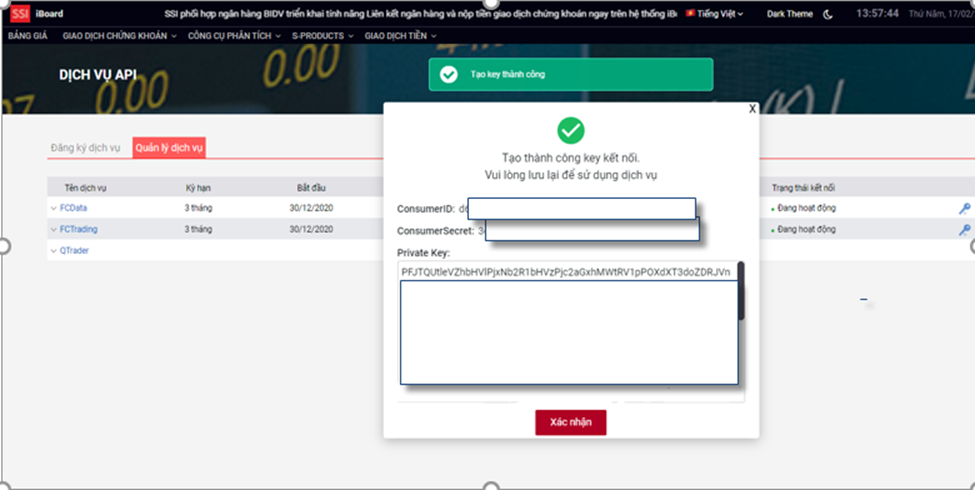 SSI iBoard SSI phối hợp ngân hàng BIDV triển khai tính năng Liên kết ngân hàng và nộp tiền giao dịch chứng khoán ngay trên hệ thống iBo Tiếng Việt Dark Theme 13:57:44 Thứ Năm, 17/02/
BẢNG GIÁ GIAO DỊCH CHỨNG KHOÁN CÔNG CỤ PHÂN TÍCH S-PRODUCTS GIAO DỊCH TIỀN
DỊCH VỤ API
0.00
0.00
Tạo key thành công
X
Tạo thành công key kết nối.
Vui lòng lưu lại để sử dụng dịch vụ
Đăng ký dịch vụ Quản lý dịch vụ
Tên dịch vụ Kỳ hạn Bắt đầu Trạng thái kết nối
FCData 3 tháng 30/12/2020 Đang hoạt động
FCTrading 3 tháng 30/12/2020 Đang hoạt động
QTrader
ConsumerID:
ConsumerSecret:
Private Key:
Xác nhận